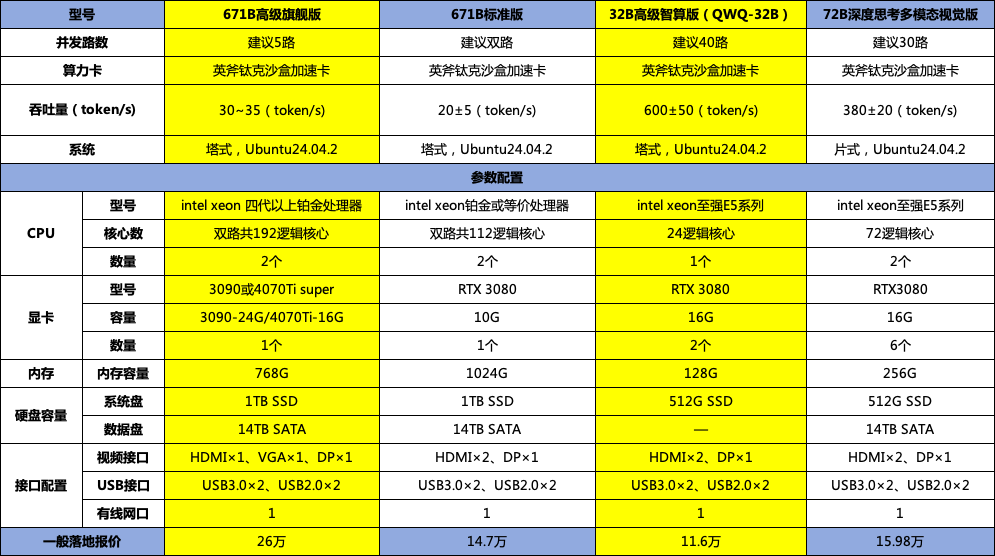 型号 671B高级旗舰版 671B标准版 32B高级智算版（QWQ-32B） 72B深度思考多模态视觉版
并发路数 建议5路 建议双路 建议40路 建议30路
算力卡 英斧钛克沙盒加速卡 英斧钛克沙盒加速卡 英斧钛克沙盒加速卡 英斧钛克沙盒加速卡
吞吐量（token/s) 30~35（token/s) 20±5（token/s) 600±50（token/s) 380±20（token/s)
系统 塔式，Ubuntu24.04.2 塔式，Ubuntu24.04.2 塔式，Ubuntu24.04.2 片式，Ubuntu24.04.2
参数配置
CPU 型号 intel xeon 四代以上铂金处理器 intel xeon铂金或等价处理器 intel xeon至强E5系列 intel xeon至强E5系列
核心数 双路共192逻辑核心 双路共112逻辑核心 24逻辑核心 72逻辑核心
数量 2个 2个 1个 2个
显卡 型号 3090或4070Ti super RTX 3080 RTX 3080 RTX3080
容量 3090-24G/4070Ti-16G 10G 16G 16G
数量 1个 1个 2个 6个
内存 内存容量 768G 1024G 128G 256G
硬盘容量 系统盘 1TB SSD 1TB SSD 512G SSD 512G SSD
数据盘 14TB SATA 14TB SATA — 14TB SATA
接口配置 视频接口 HDMI×1、VGA×1、DP×1 HDMI×2、DP×1 HDMI×2、DP×1 HDMI×2、DP×1
USB接口 USB3.0×2、USB2.0×2 USB3.0×2、USB2.0×2 USB3.0×2、USB2.0×2 USB3.0×2、USB2.0×2
有线网口 1 1 1 1
一般落地报价 26万 14.7万 11.6万 15.98万